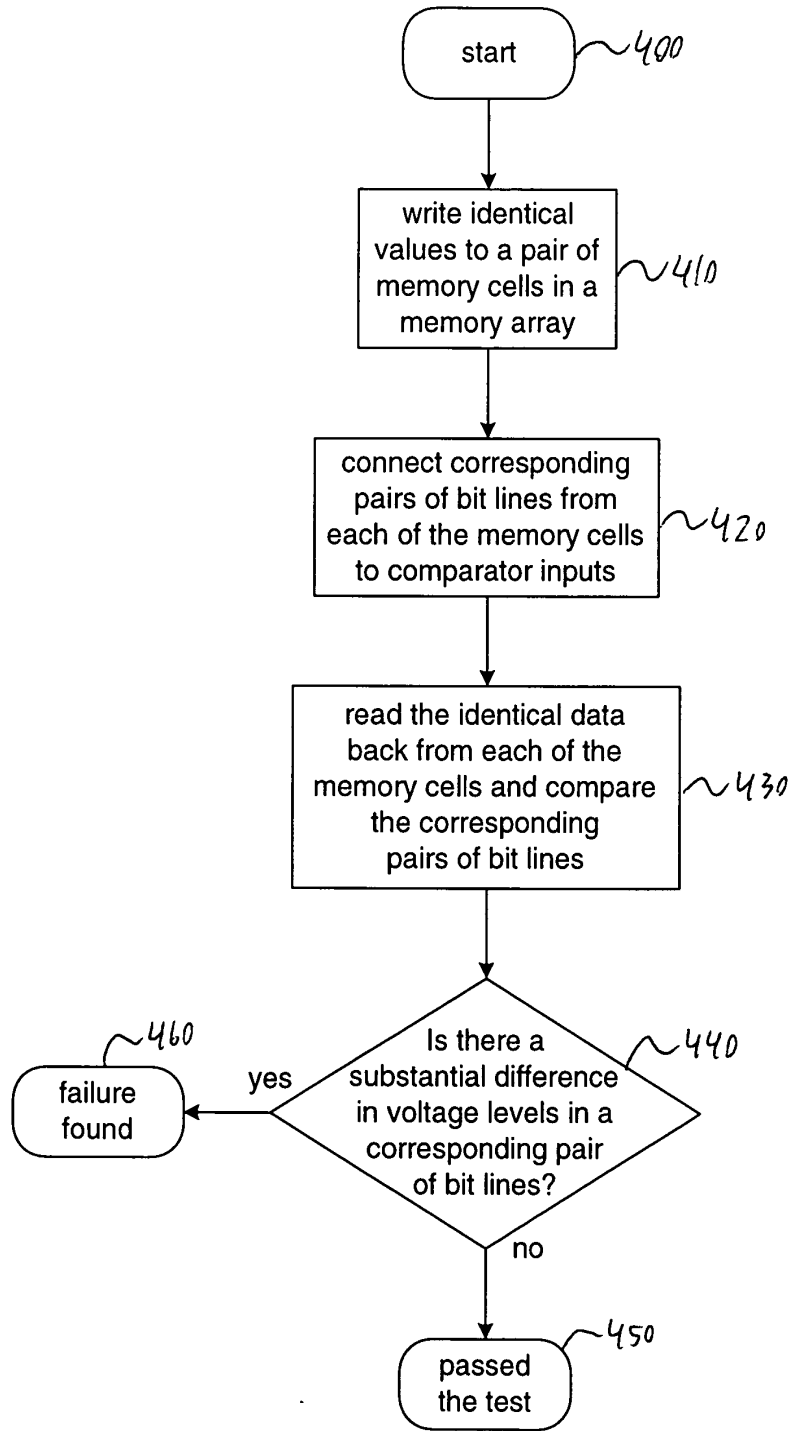 start
400
write identical
values to a pair of
memory cells in a
memory array
410
connect corresponding
pairs of bit lines from
each of the memory cells
to comparator inputs
420
read the identical data
back from each of the
memory cells and compare
the corresponding
pairs of bit lines
430
Is there a
substantial difference
in voltage levels in a
corresponding pair
of bit lines?
440
yes
failure
found
460
no
passed
the test
450